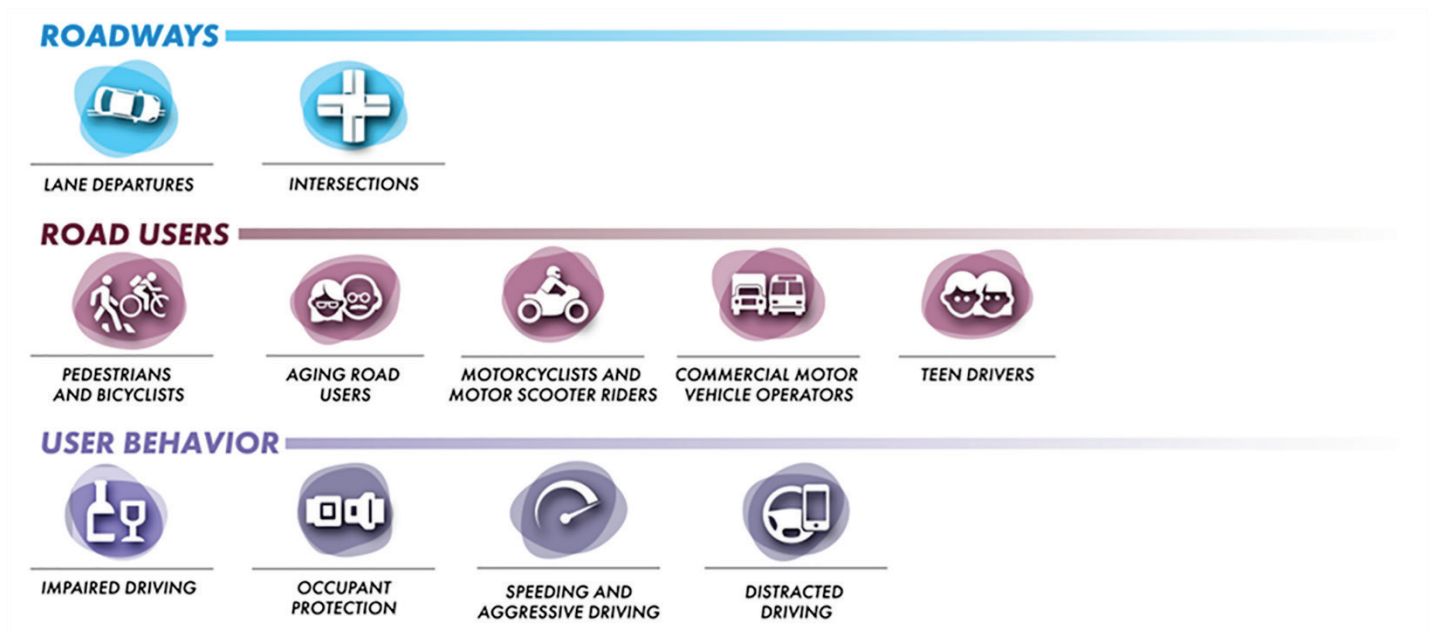 ROADWAYS
LANE DEPARTURES
INTERSECTIONS
ROAD USERS
PEDESTRIANS
AND BICYCLISTS
AGING ROAD
USERS
MOTORCYCLISTS AND
MOTOR SCOOTER RIDERS
COMMERCIAL MOTOR
VEHICLE OPERATORS
TEEN DRIVERS
USER BEHAVIOR
IMPAIRED DRIVING
OCCUPANT
PROTECTION
SPEEDING AND
AGGRESSIVE DRIVING
DISTRACTED
DRIVING